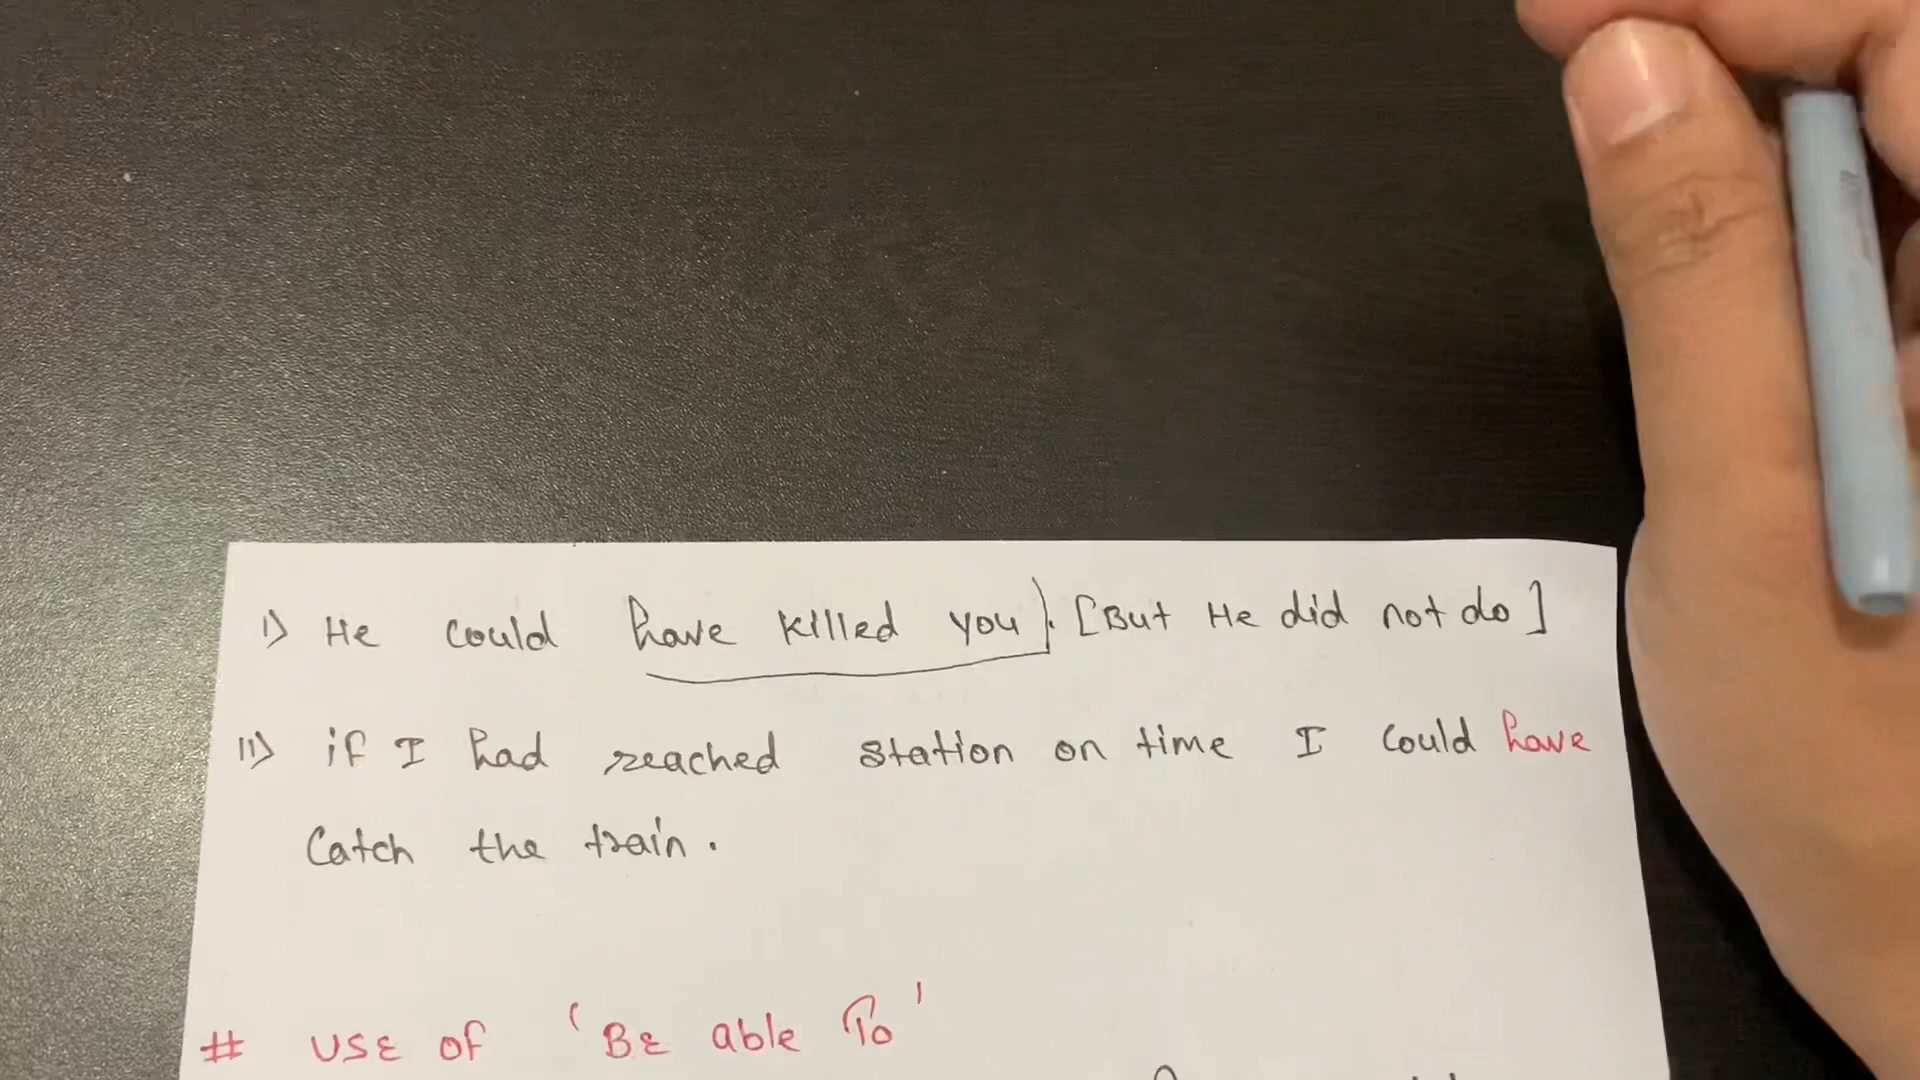 i) He could have killed you. [But He did not do]
ii) if I had reached station on time I could have
Catch the train.
# USE of 'BE able To'